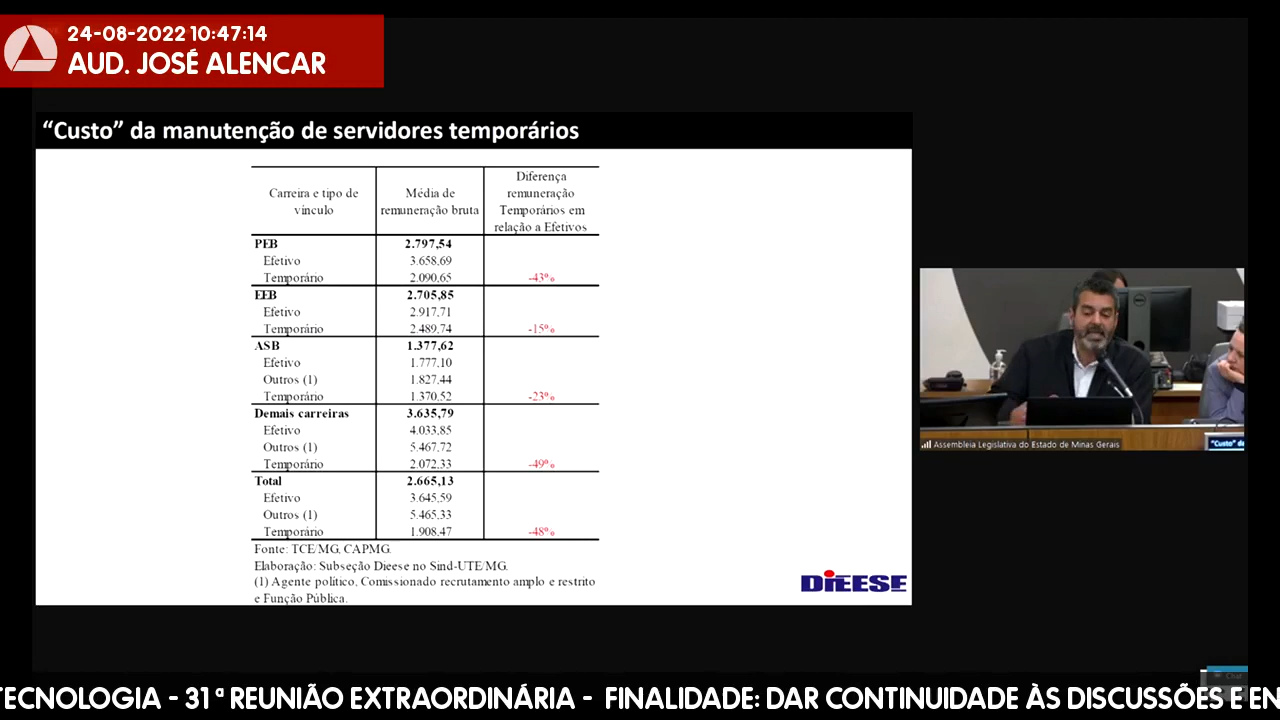 24-08-2022 10:47:14
AUD. JOSÉ ALENCAR
“Custo” da manutenção de servidores temporários
Carreira e tipo de vínculo | Média de remuneração bruta | Diferença remuneração Temporários em relação a Efetivos
PEB 2.797,54
Efetivo 3.658,69
Temporário 2.090,65 -43%
EEB 2.705,85
Efetivo 2.917,71
Temporário 2.489,74 -15%
ASB 1.377,62
Efetivo 1.777,10
Outros (1) 1.827,44
Temporário 1.370,52 -23%
Demais carreiras 3.635,79
Efetivo 4.033,85
Outros (1) 5.467,72
Temporário 2.072,33 -49%
Total 2.665,13
Efetivo 3.645,59
Outros (1) 5.465,33
Temporário 1.908,47 -48%
Fonte: TCE/MG, CAPMG.
Elaboração: Subseção Dieese no Sind-UTE/MG.
(1) Agente político, Comissionado recrutamento amplo e restrito
e Função Pública.
DIEESE
DELL
Assembleia Legislativa do Estado de Minas Gerais
"Custo" da
Chat
TECNOLOGIA - 31ª REUNIÃO EXTRAORDINÁRIA - FINALIDADE: DAR CONTINUIDADE ÀS DISCUSSÕES E EN